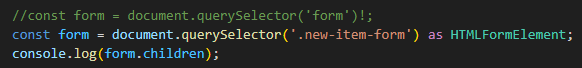 //const form = document.querySelector('form')!;
const form = document.querySelector('.new-item-form') as HTMLFormElement;
console.log(form.children);